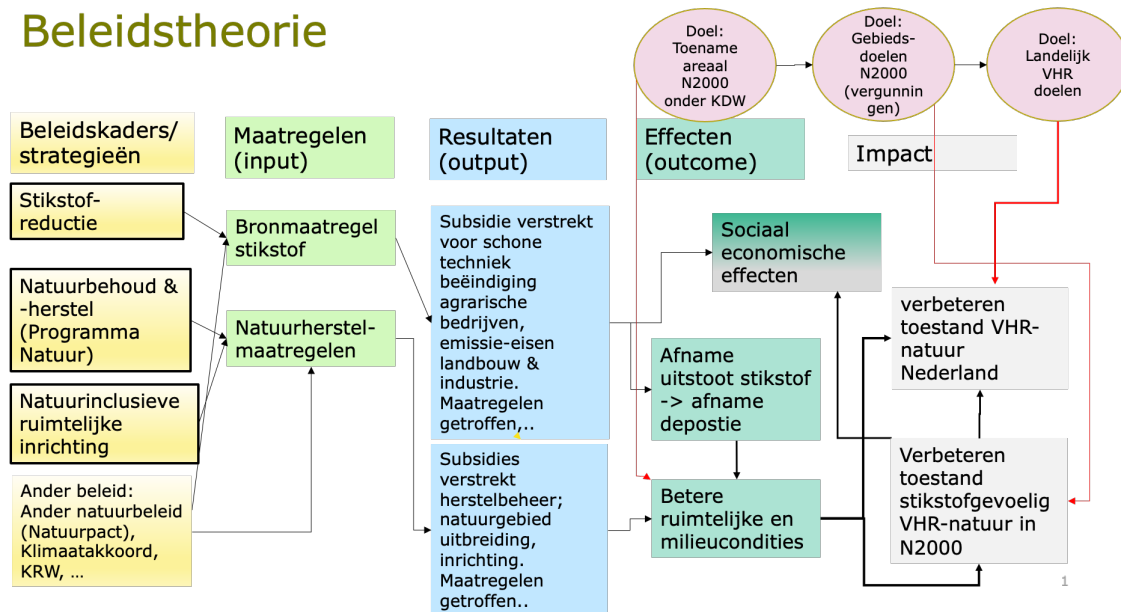 Beleidstheorie
Doel:
Toename
areaal
N2000
onder KDW
Doel:
Gebieds-
doelen
N2000
(vergunnin
gen)
Doel:
Landelijk
VHR
doelen
Beleidskaders/
strategieën
Maatregelen
(input)
Resultaten
(output)
Effecten
(outcome)
Impact
Stikstof-
reductie
Natuurbehoud &
-herstel
(Programma
Natuur)
Natuurinclusieve
ruimtelijke
inrichting
Ander beleid:
Ander natuurbeleid
(Natuurpact),
Klimaatakkoord,
KRW, …
Bronmaatregel
stikstof
Natuurherstel-
maatregelen
Subsidie verstrekt
voor schone
techniek
beëindiging
agrarische
bedrijven,
emissie-eisen
landbouw &
industrie.
Maatregelen
getroffen,..
Subsidies
verstrekt
herstelbeheer;
natuurgebied
uitbreiding,
inrichting.
Maatregelen
getroffen..
Sociaal
economische
effecten
Afname
uitstoot stikstof
-> afname
depostie
Betere
ruimtelijke en
milieucondities
verbeteren
toestand VHR-
natuur
Nederland
Verbeteren
toestand
stikstofgevoelig
VHR-natuur in
N2000
1